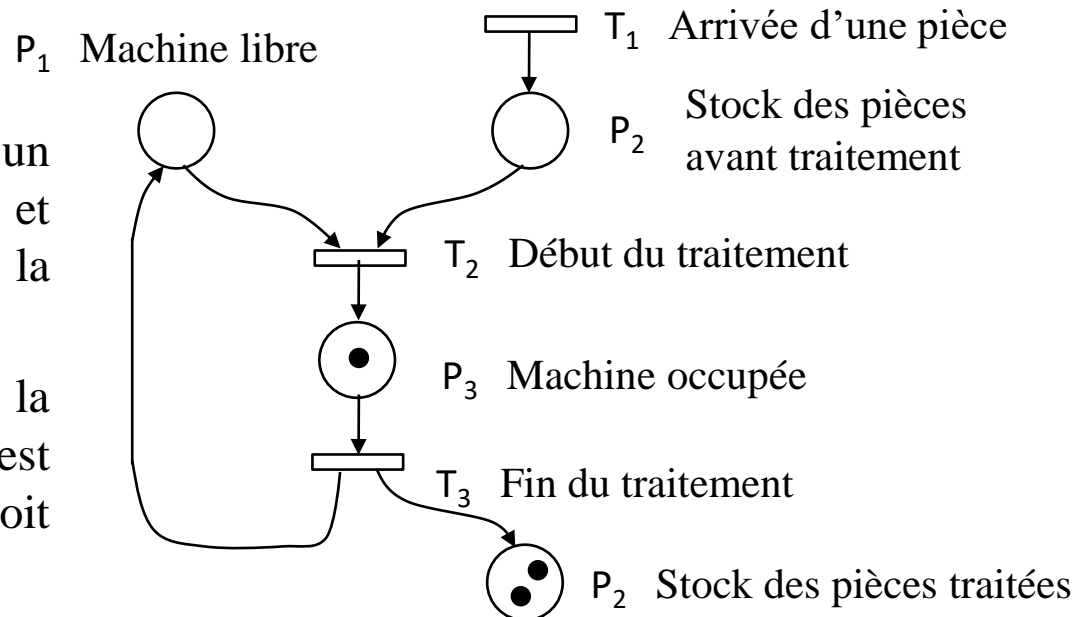 T₁ Arrivée d’une pièce
P₁ Machine libre
Stock des pièces
P₂
avant traitement
un
et
la
T₂ Début du traitement
P₃ Machine occupée
la
est
oit
T₃ Fin du traitement
P₂ Stock des pièces traitées